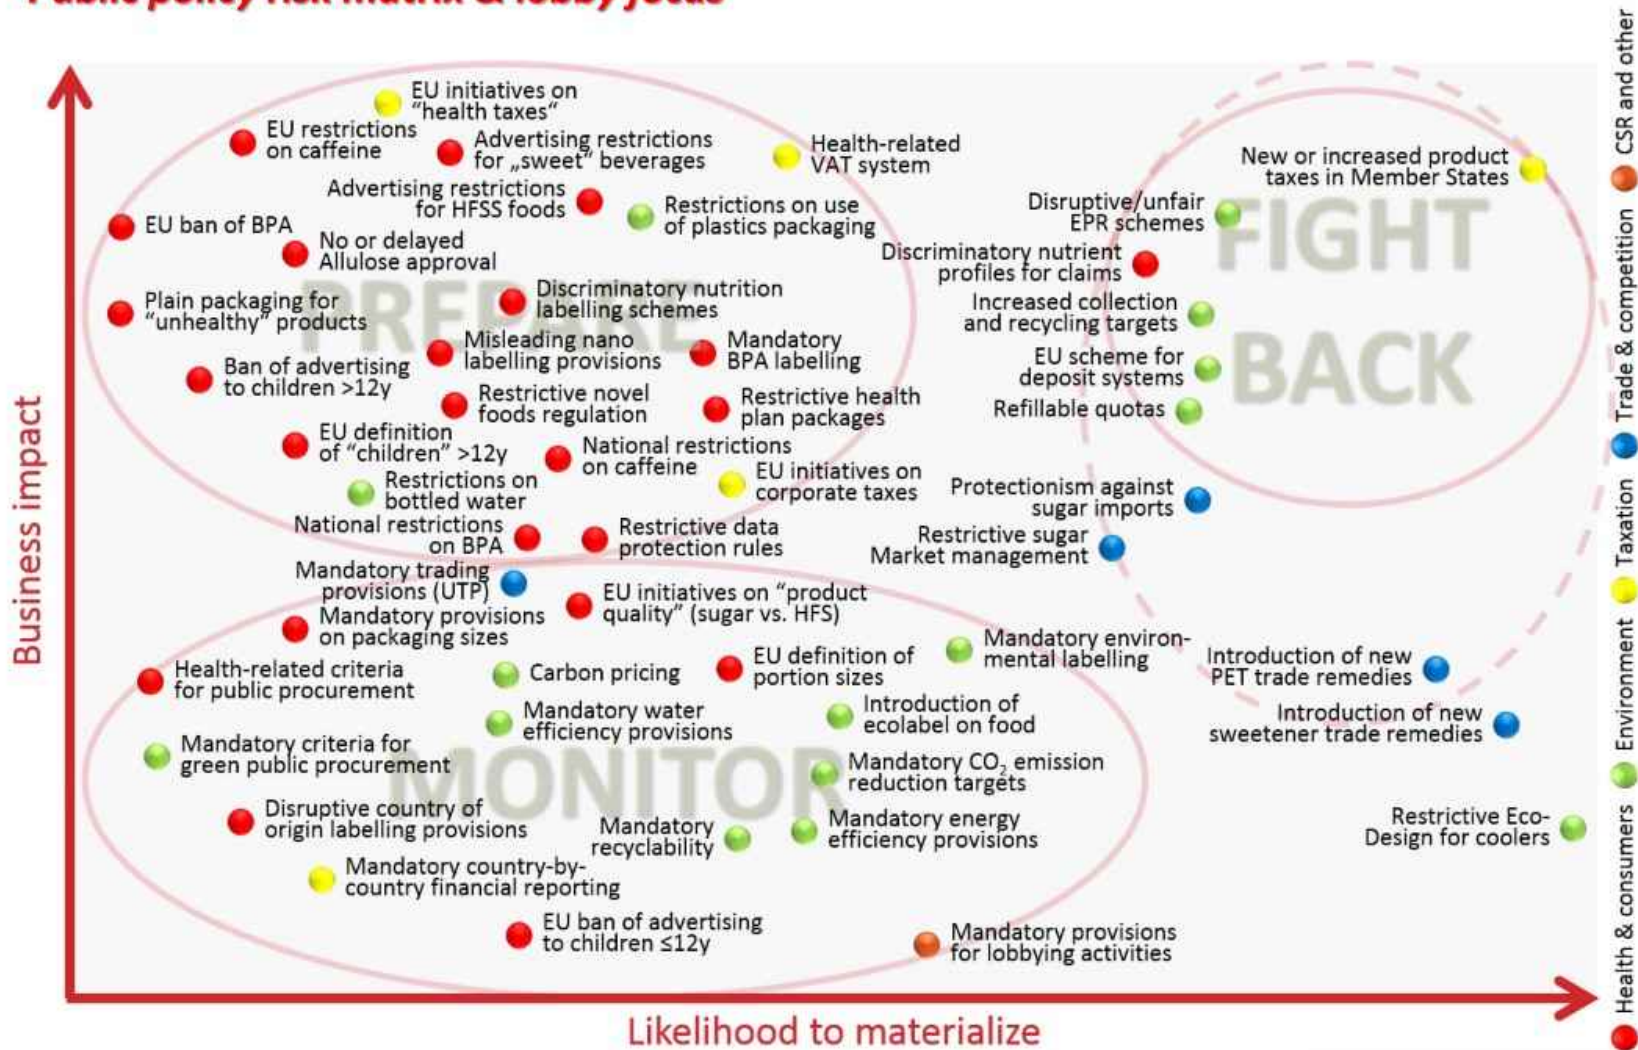 Public policy risk matrix & lobby focus
EU initiatives on
"health taxes"
EU restrictions
on caffeine
Advertising restrictions
for „sweet" beverages
Health-related
VAT system
New or increased product
taxes in Member States
Advertising restrictions
for HFSS foods
Restrictions on use
of plastics packaging
Disruptive/unfair
EPR schemes
EU ban of BPA
No or delayed
Allulose approval
Discriminatory nutrient
profiles for claims
FIGHT
BACK
PREPARE
Plain packaging for
"unhealthy" products
Discriminatory nutrition
labelling schemes
Increased collection
and recycling targets
Misleading nano
labelling provisions
Mandatory
BPA labelling
EU scheme for
deposit systems
Ban of advertising
to children >12y
Restrictive novel
foods regulation
Restrictive health
plan packages
Refillable quotas
EU definition
of "children" >12y
National restrictions
on caffeine
Restrictions on
bottled water
EU initiatives on
corporate taxes
Protectionism against
sugar imports
National restrictions
on BPA
Restrictive data
protection rules
Restrictive sugar
Market management
Mandatory trading
provisions (UTP)
EU initiatives on "product
quality" (sugar vs. HFS)
Mandatory provisions
on packaging sizes
Mandatory environ-
mental labelling
Health-related criteria
for public procurement
Carbon pricing
EU definition of
portion sizes
Introduction of new
PET trade remedies
Mandatory water
efficiency provisions
Introduction of
ecolabel on food
Introduction of new
sweetener trade remedies
Mandatory criteria for
green public procurement
MONITOR
Mandatory CO₂ emission
reduction targets
Disruptive country of
origin labelling provisions
Mandatory
recyclability
Mandatory energy
efficiency provisions
Restrictive Eco-
Design for coolers
Mandatory country-by-
country financial reporting
EU ban of advertising
to children ≤12y
Mandatory provisions
for lobbying activities
Business impact
Likelihood to materialize
Health & consumers
Environment
Taxation
Trade & competition
CSR and other